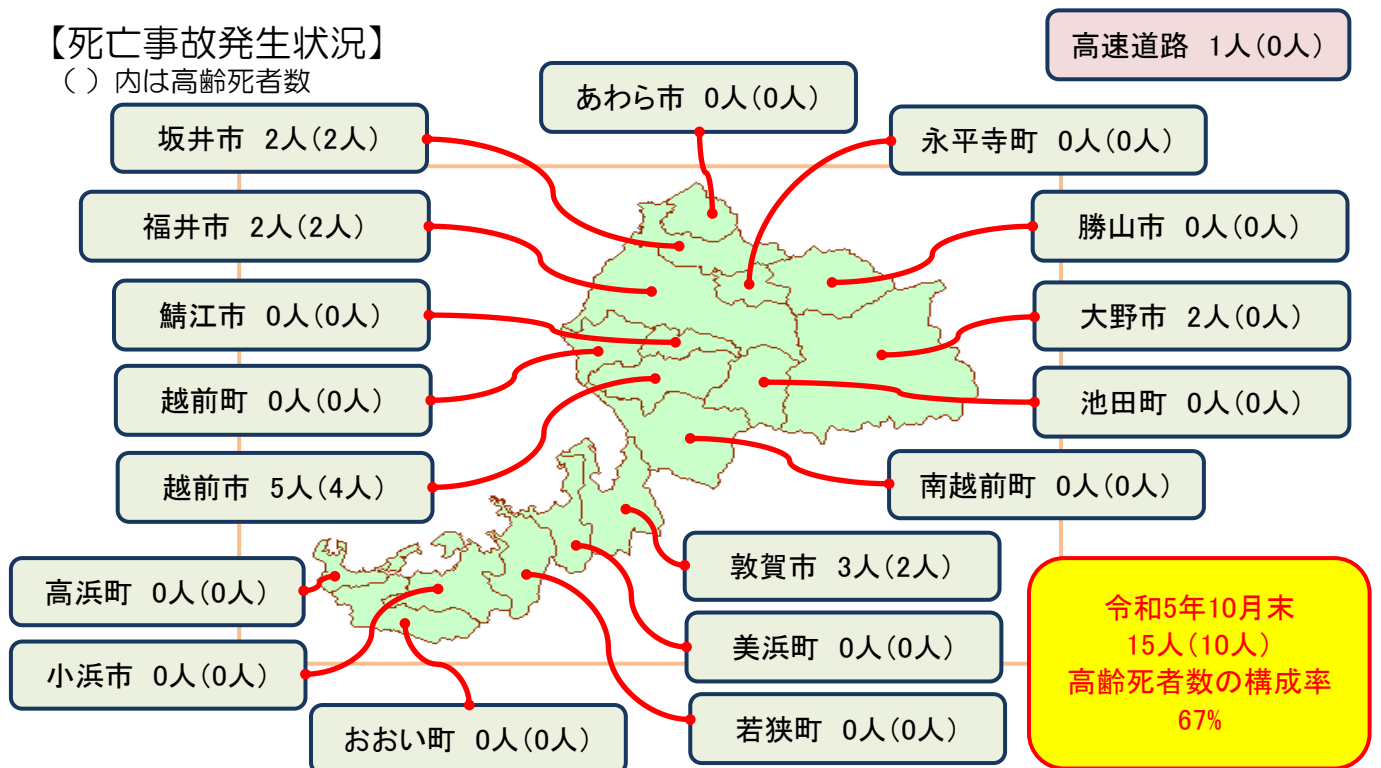 【死亡事故発生状況】
（ ）内は高齢死者数
高速道路 1人(0人)
あわら市 0人(0人)
坂井市 2人(2人)
永平寺町 0人(0人)
福井市 2人(2人)
勝山市 0人(0人)
鯖江市 0人(0人)
大野市 2人(0人)
越前町 0人(0人)
池田町 0人(0人)
越前市 5人(4人)
南越前町 0人(0人)
敦賀市 3人(2人)
高浜町 0人(0人)
美浜町 0人(0人)
小浜市 0人(0人)
若狭町 0人(0人)
おおい町 0人(0人)
令和5年10月末
15人(10人)
高齢死者数の構成率
67%